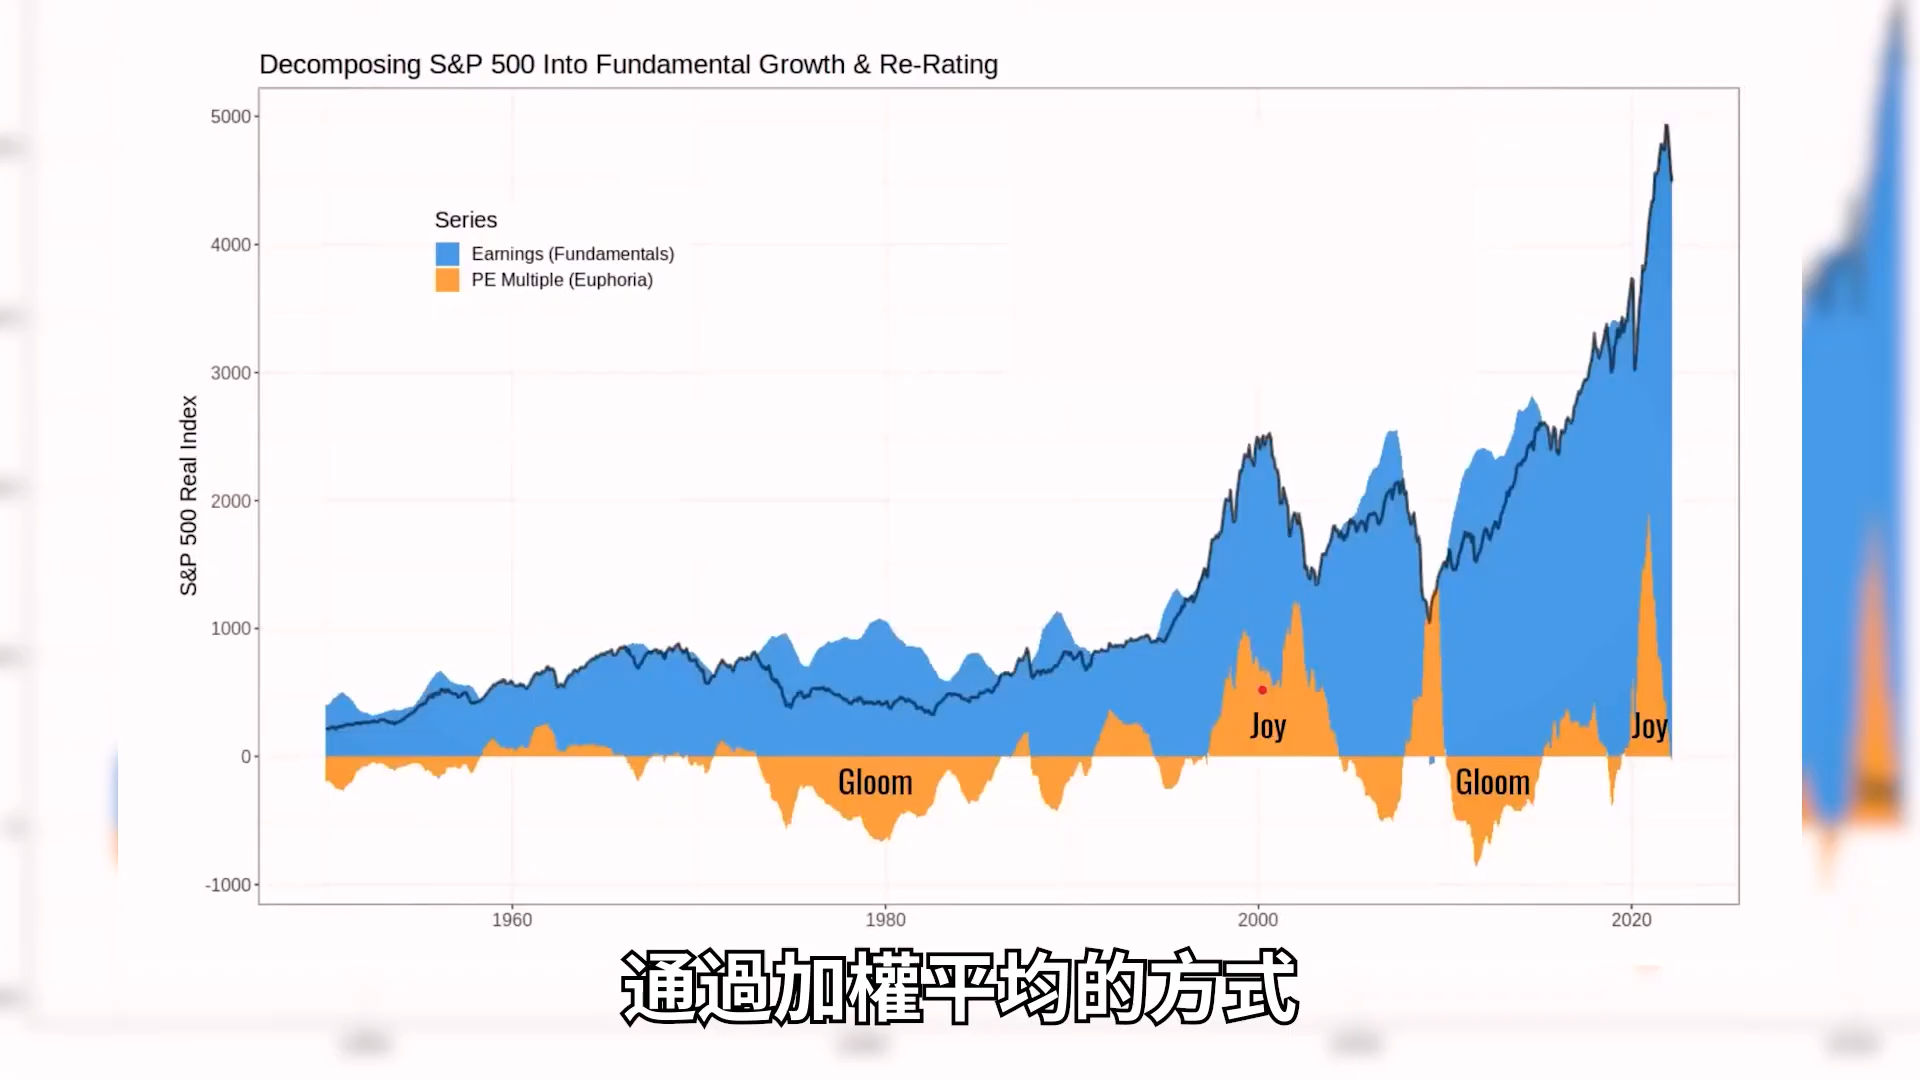 Decomposing S&P 500 Into Fundamental Growth & Re-Rating
5000
4000
3000
2000
1000
0
-1000
S&P 500 Real Index
Series
Earnings (Fundamentals)
PE Multiple (Euphoria)
Joy
Joy
Gloom
Gloom
1960
1980
2000
2020
通過加權平均的方式